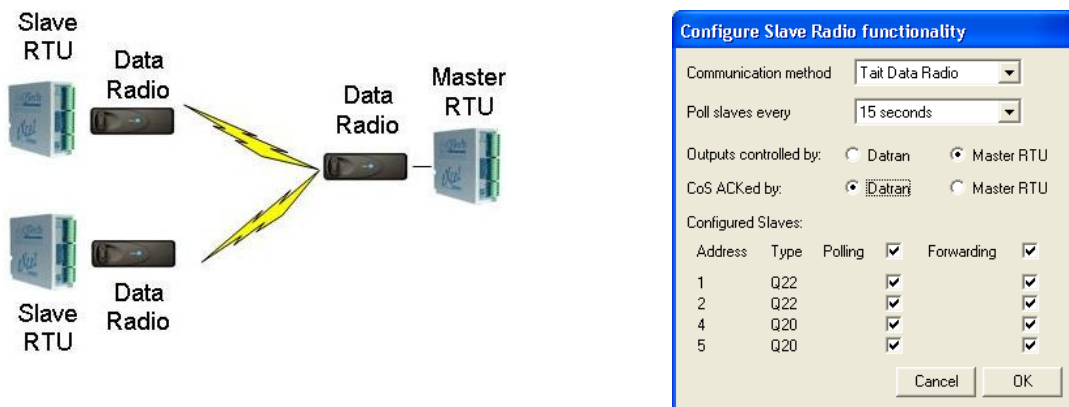 Slave
RTU
Data
Radio
Data
Radio
Master
RTU
Slave
RTU
Data
Radio
Configure Slave Radio functionality
Communication method Tait Data Radio
Poll slaves every 15 seconds
Outputs controlled by: Datran Master RTU
CoS ACKed by: Datran Master RTU
Configured Slaves:
Address Type Polling Forwarding
1 Q22
2 Q22
4 Q20
5 Q20
Cancel OK